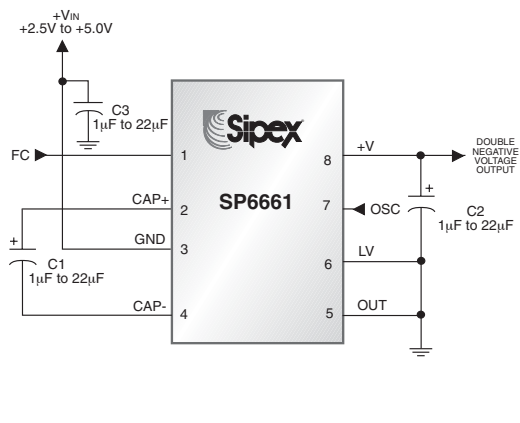 +VIN
+2.5V to +5.0V
C3
1µF to 22µF
FC
1
CAP+
2
GND
3
C1
1µF to 22µF
CAP-
4
Sipex
SP6661
8
+V
DOUBLE
NEGATIVE
VOLTAGE
OUTPUT
7
OSC
C2
1µF to 22µF
6
LV
5
OUT
+
+